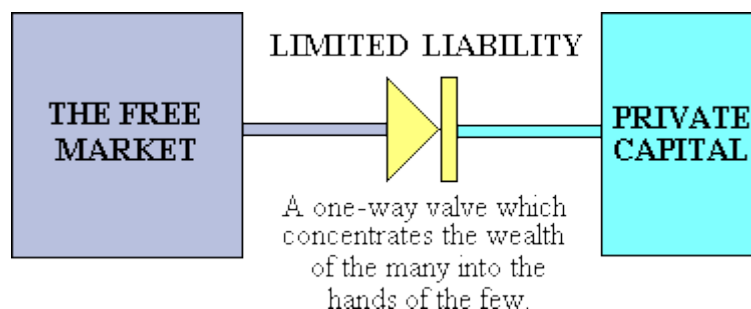 LIMITED LIABILITY
THE FREE
MARKET
PRIVATE
CAPITAL
A one-way valve which
concentrates the wealth
of the many into the
hands of the few.